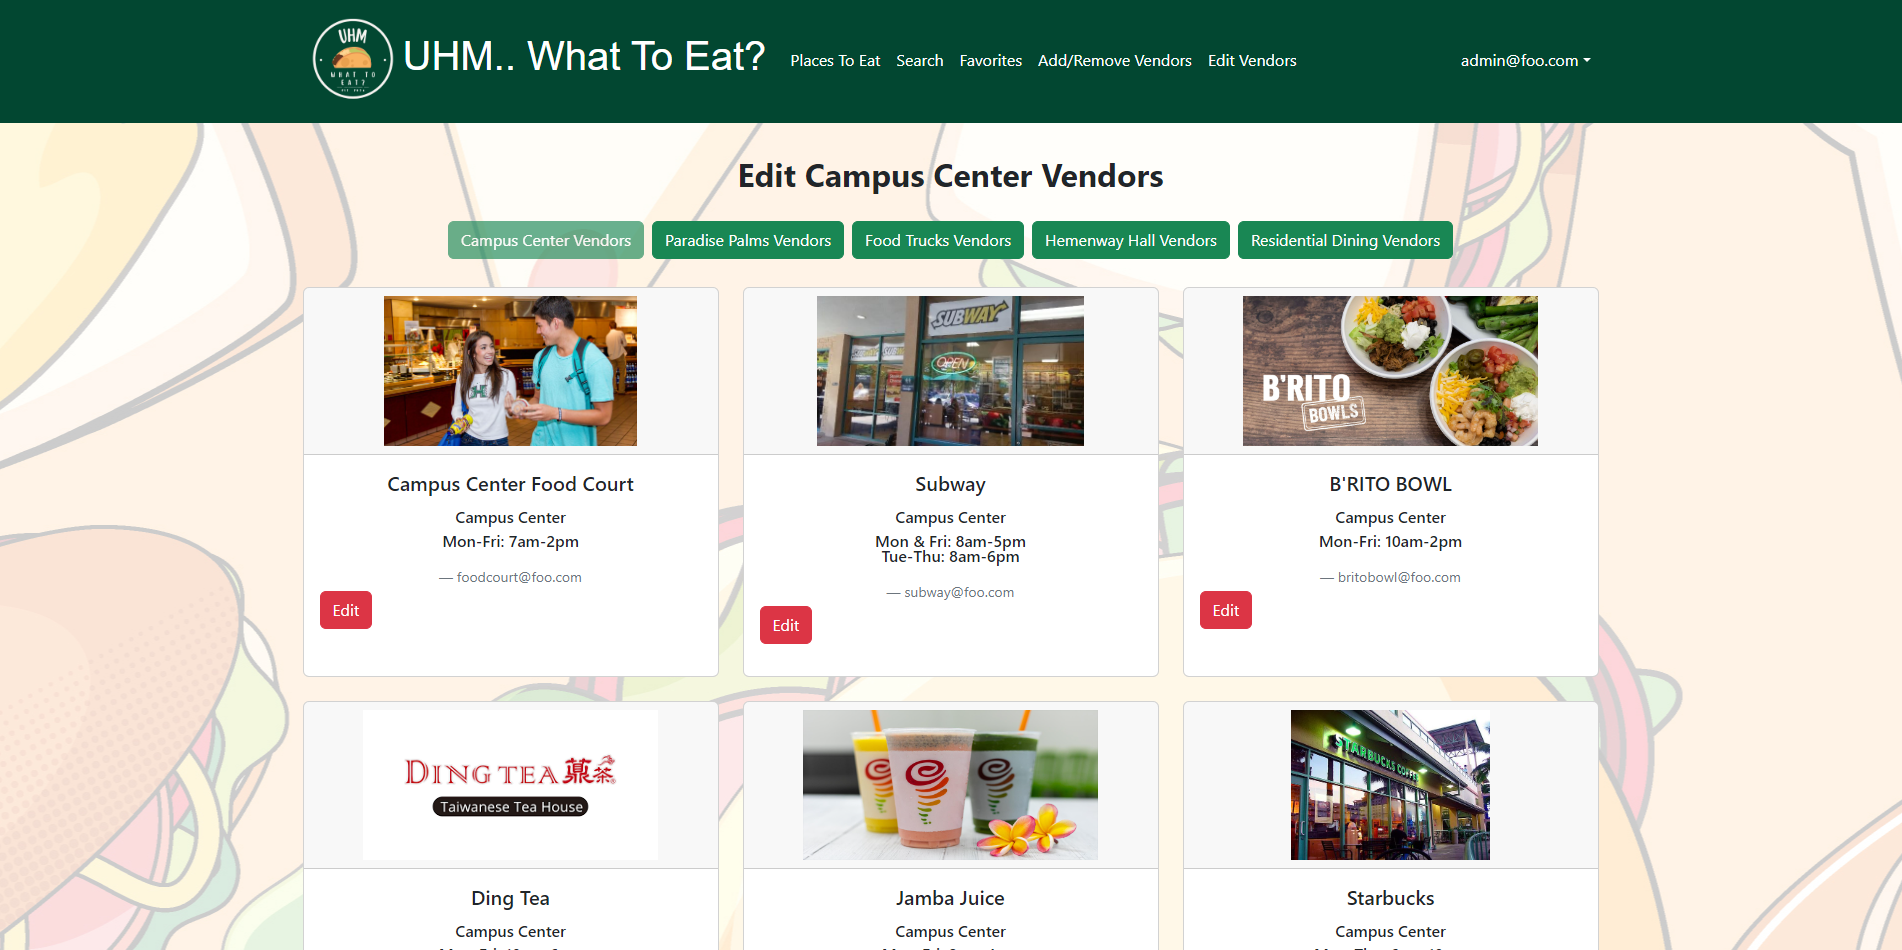 UHM
WHAT TO
EAT?
UHM.. What To Eat?
Places To Eat
Search
Favorites
Add/Remove Vendors
Edit Vendors
admin@foo.com
Edit Campus Center Vendors
Campus Center Vendors
Paradise Palms Vendors
Food Trucks Vendors
Hemenway Hall Vendors
Residential Dining Vendors
SUBWAY
OPEN
B'RITO
BOWLS
Campus Center Food Court
Campus Center
Mon-Fri: 7am-2pm
— foodcourt@foo.com
Edit
Subway
Campus Center
Mon & Fri: 8am-5pm
Tue-Thu: 8am-6pm
— subway@foo.com
Edit
B'RITO BOWL
Campus Center
Mon-Fri: 10am-2pm
— britobowl@foo.com
Edit
DING TEA 薡茶
Taiwanese Tea House
STARBUCKS COFFEE
Ding Tea
Campus Center
Jamba Juice
Campus Center
Starbucks
Campus Center